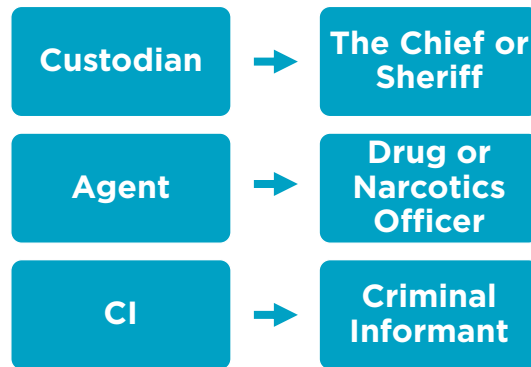 Custodian
The Chief or
Sheriff
Agent
Drug or
Narcotics
Officer
CI
Criminal
Informant